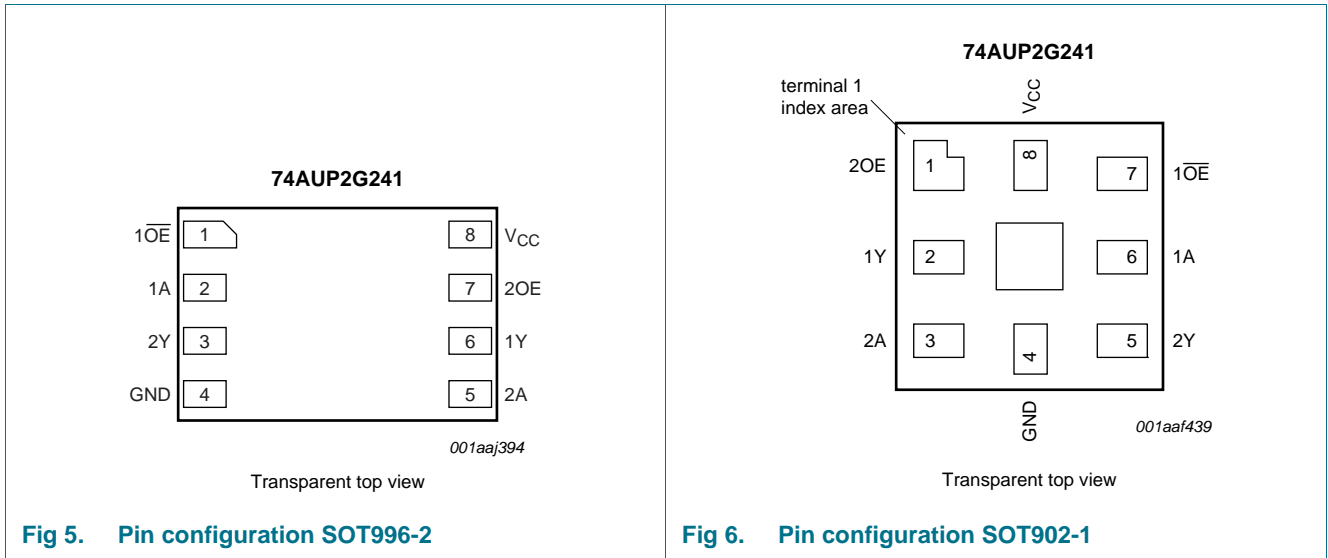 74AUP2G241
1O̅E̅ 1 8 VCC
1A 2 7 2OE
2Y 3 6 1Y
GND 4 5 2A
001aaj394
Transparent top view
Fig 5. Pin configuration SOT996-2
74AUP2G241
terminal 1
index area
VCC
2OE 1 8 7 1O̅E̅
1Y 2 6 1A
2A 3 4 5 2Y
GND
001aaf439
Transparent top view
Fig 6. Pin configuration SOT902-1